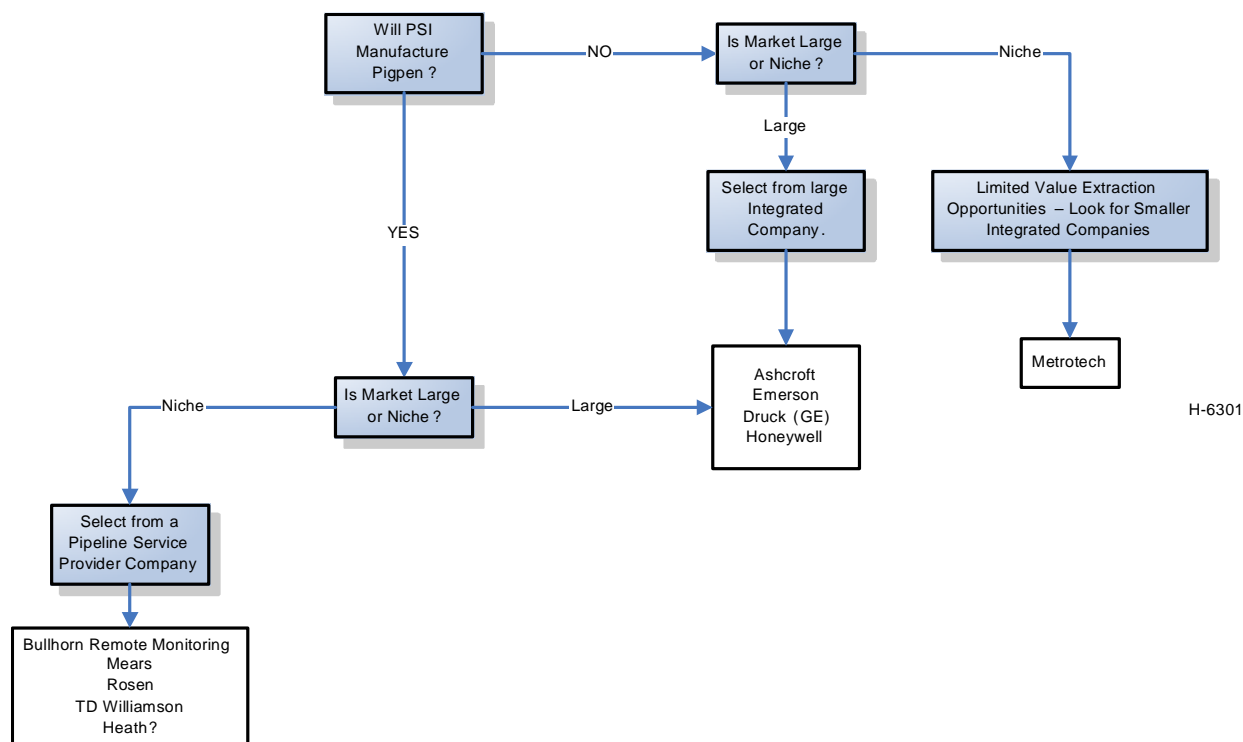 Will PSI
Manufacture
Pigpen ?
NO
Is Market Large
or Niche ?
Niche
Large
Select from large
Integrated
Company.
Limited Value Extraction
Opportunities – Look for Smaller
Integrated Companies
YES
Ashcroft
Emerson
Druck (GE)
Honeywell
Metrotech
H-6301
Is Market Large
or Niche ?
Niche
Large
Select from a
Pipeline Service
Provider Company
Bullhorn Remote Monitoring
Mears
Rosen
TD Williamson
Heath?